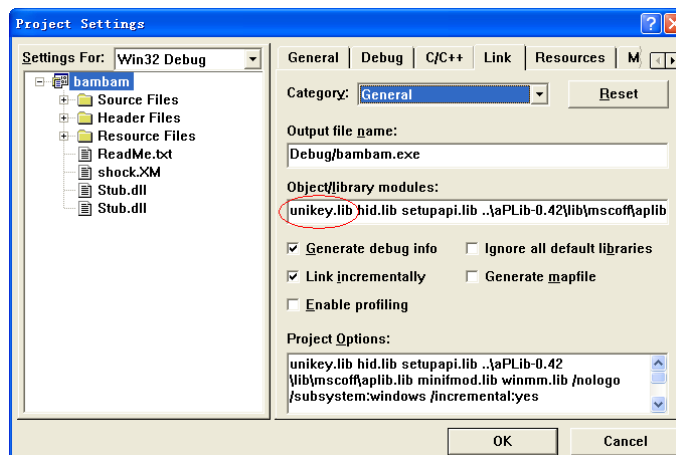 Project Settings
Settings For: Win32 Debug
bambam
Source Files
Header Files
Resource Files
ReadMe.txt
shock.XM
Stub.dll
Stub.dll
General Debug C/C++ Link Resources M
Category: General Reset
Output file name:
Debug/bambam.exe
Object/library modules:
unikey.lib hid.lib setupapi.lib ..\aPLib-0.42\lib\mscoff\aplib
Generate debug info Ignore all default libraries
Link incrementally Generate mapfile
Enable profiling
Project Options:
unikey.lib hid.lib setupapi.lib ..\aPLib-0.42
\lib\mscoff\aplib.lib minifmod.lib winmm.lib /nologo
/subsystem:windows /incremental:yes
OK Cancel